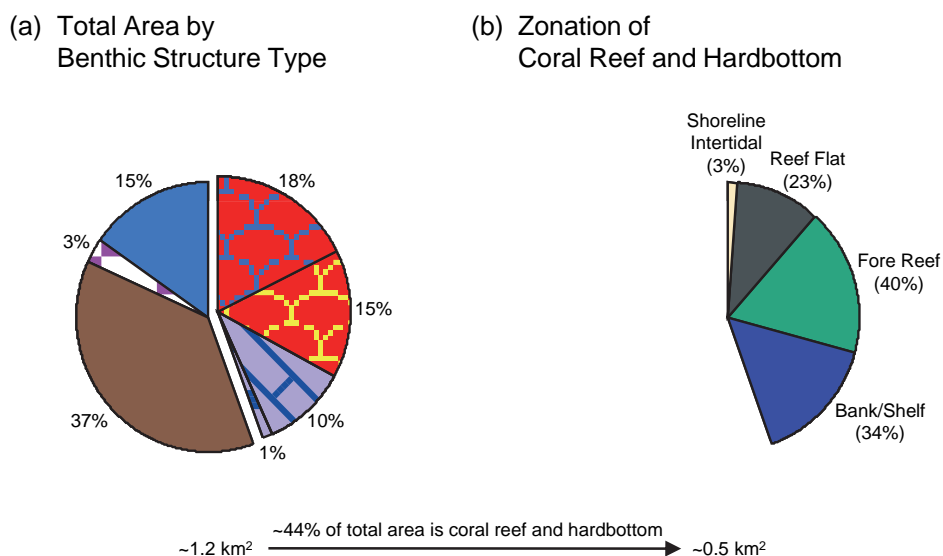 (a) Total Area by
Benthic Structure Type
(b) Zonation of
Coral Reef and Hardbottom
15%
18%
3%
15%
37%
10%
1%
Shoreline
Intertidal
(3%)
Reef Flat
(23%)
Fore Reef
(40%)
Bank/Shelf
(34%)
~1.2 km²
~44% of total area is coral reef and hardbottom
~0.5 km²